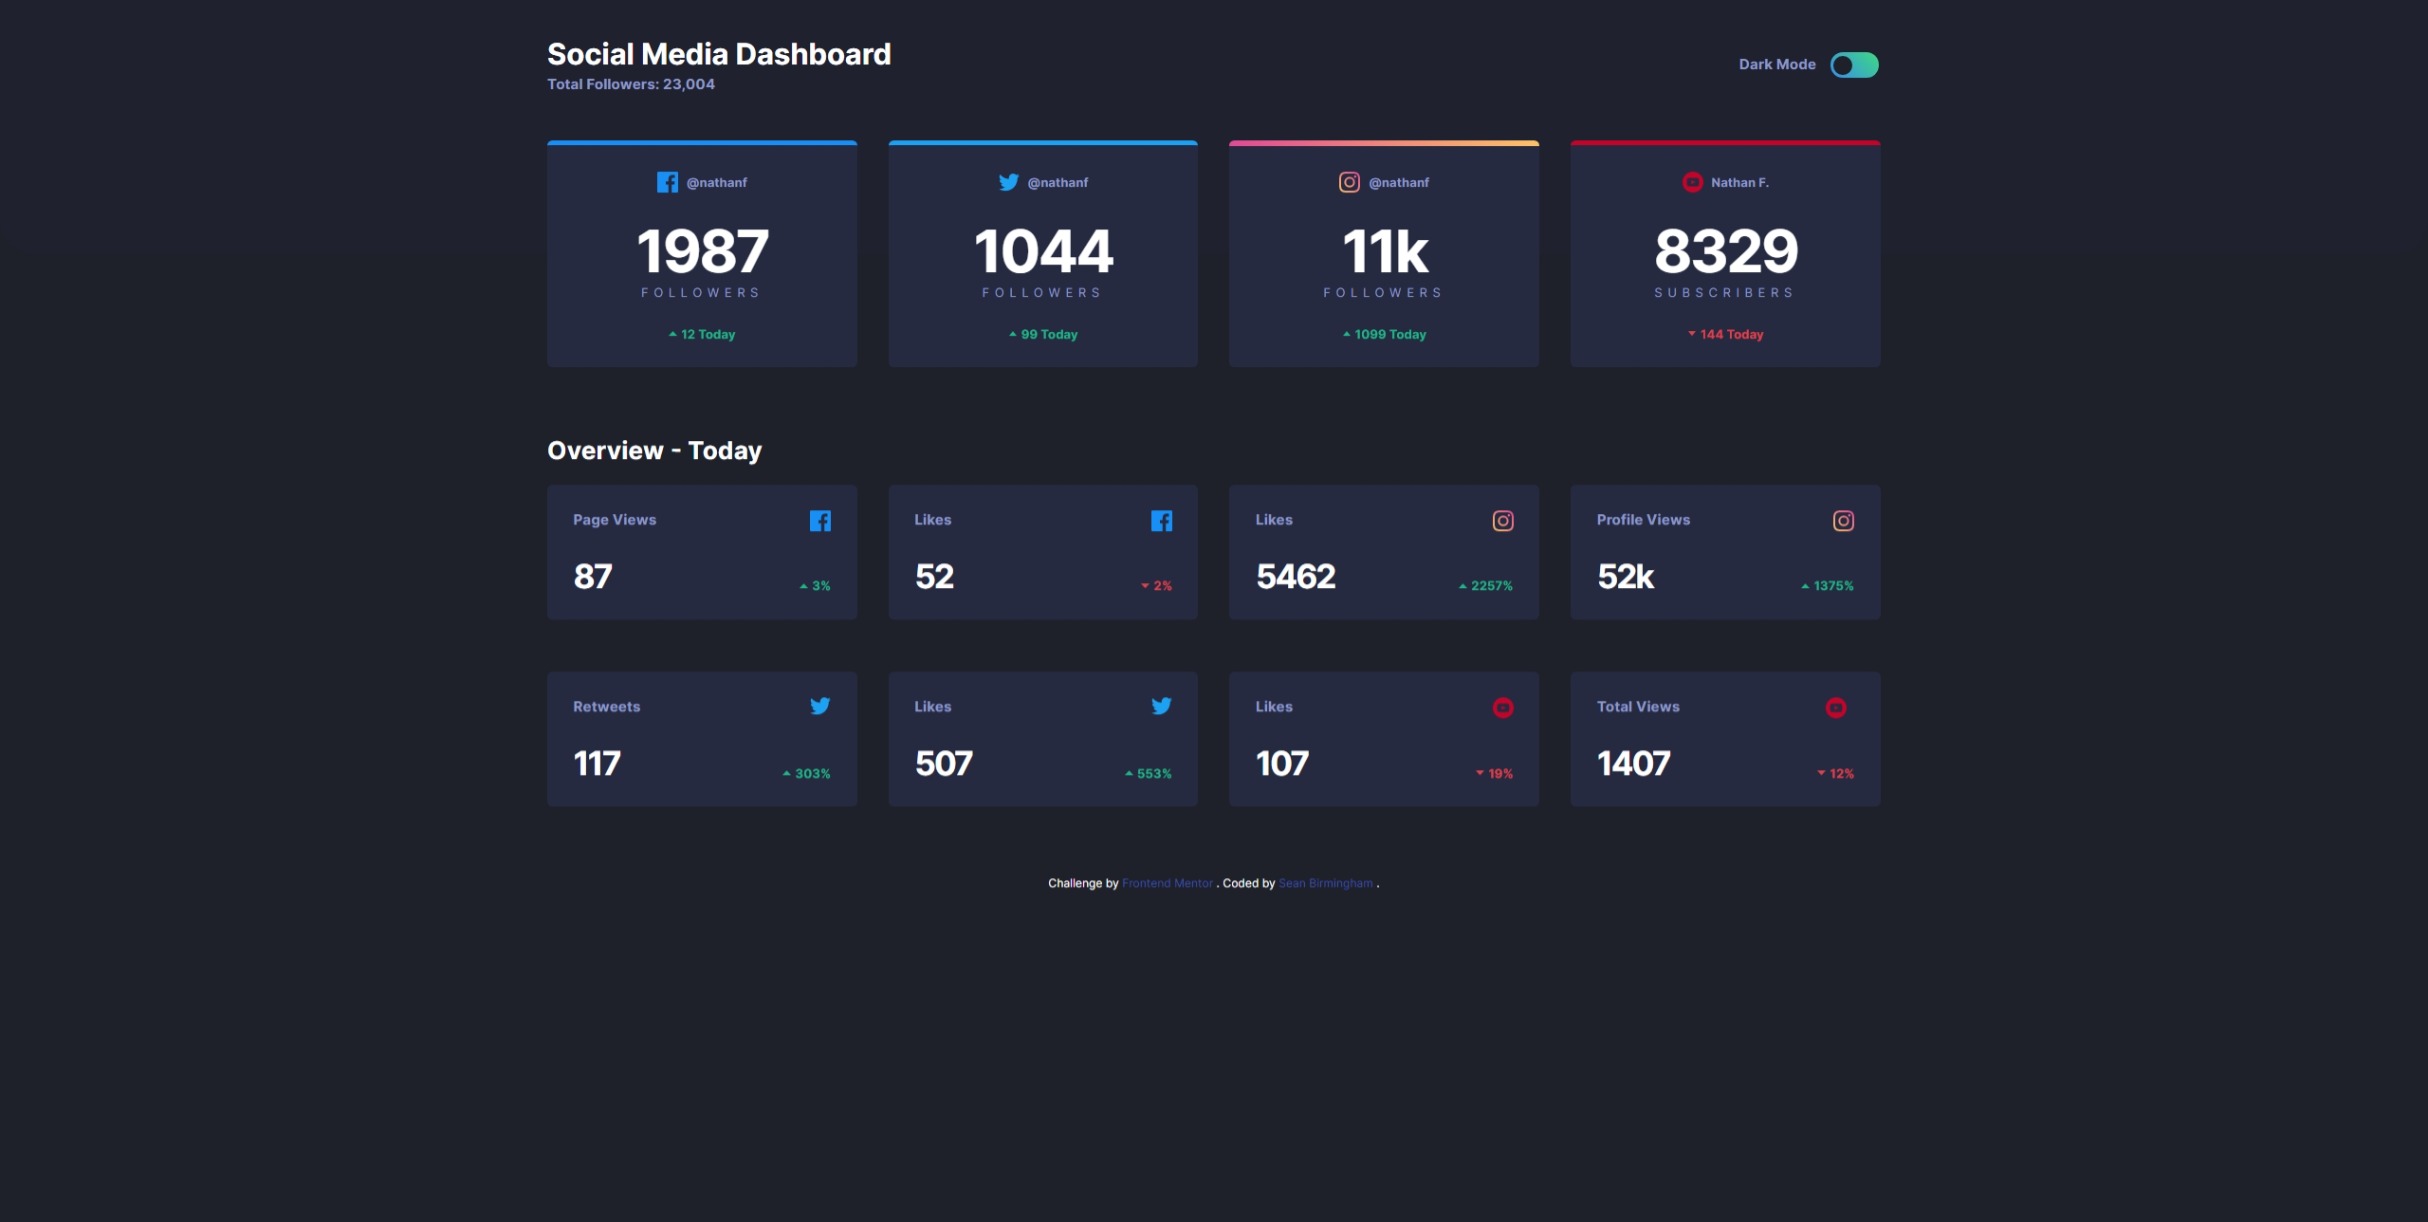 Social Media Dashboard
Total Followers: 23,004
Dark Mode
@nathanf
1987
FOLLOWERS
12 Today
@nathanf
1044
FOLLOWERS
99 Today
@nathanf
11k
FOLLOWERS
1099 Today
Nathan F.
8329
SUBSCRIBERS
144 Today
Overview - Today
Page Views
87
3%
Likes
52
2%
Likes
5462
2257%
Profile Views
52k
1375%
Retweets
117
303%
Likes
507
553%
Likes
107
19%
Total Views
1407
12%
Challenge by Frontend Mentor . Coded by Sean Birmingham .